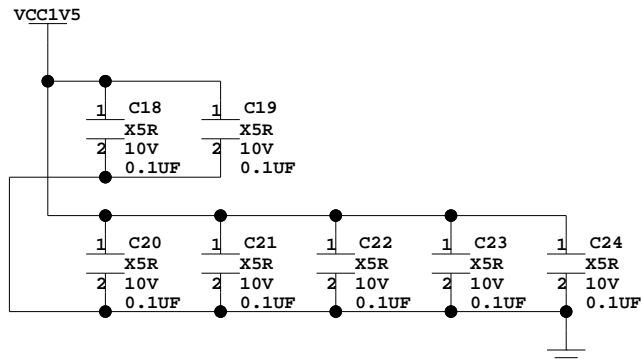 VCC1V5
1 C18 1 C19
X5R X5R
2 10V 2 10V
0.1UF 0.1UF
1 C20 1 C21 1 C22 1 C23 1 C24
X5R X5R X5R X5R X5R
2 10V 2 10V 2 10V 2 10V 2 10V
0.1UF 0.1UF 0.1UF 0.1UF 0.1UF